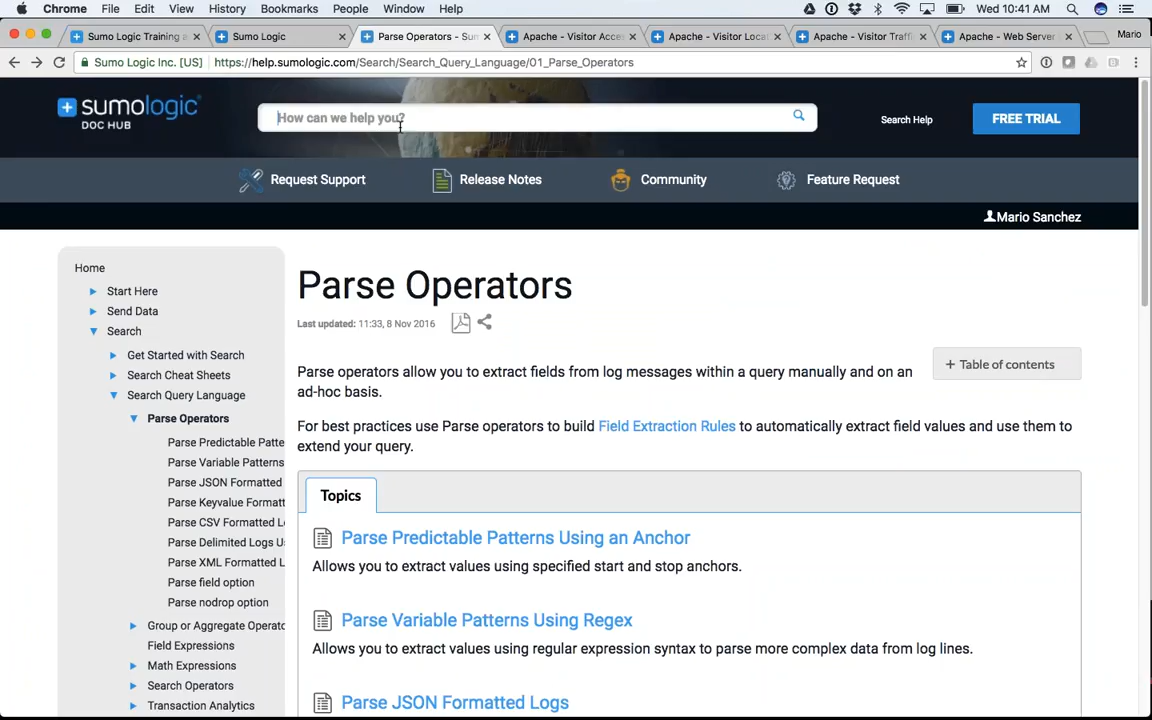 Chrome File Edit View History Bookmarks People Window Help Wed 10:41 AM
Sumo Logic Training a Sumo Logic Parse Operators - Sum Apache - Visitor Acces Apache - Visitor Locat Apache - Visitor Traffi Apache - Web Server Mario
Sumo Logic Inc. [US] https://help.sumologic.com/Search/Search_Query_Language/01_Parse_Operators
sumologic
DOC HUB
How can we help you?
Search Help
FREE TRIAL
Request Support Release Notes Community Feature Request
Mario Sanchez
Home
Start Here
Send Data
Search
Get Started with Search
Search Cheat Sheets
Search Query Language
Parse Operators
Parse Predictable Patte
Parse Variable Patterns
Parse JSON Formatted
Parse Keyvalue Formatt
Parse CSV Formatted L
Parse Delimited Logs U
Parse XML Formatted L
Parse field option
Parse nodrop option
Group or Aggregate Operato
Field Expressions
Math Expressions
Search Operators
Transaction Analytics
Parse Operators
Last updated: 11:33, 8 Nov 2016
+ Table of contents
Parse operators allow you to extract fields from log messages within a query manually and on an
ad-hoc basis.
For best practices use Parse operators to build Field Extraction Rules to automatically extract field values and use them to
extend your query.
Topics
Parse Predictable Patterns Using an Anchor
Allows you to extract values using specified start and stop anchors.
Parse Variable Patterns Using Regex
Allows you to extract values using regular expression syntax to parse more complex data from log lines.
Parse JSON Formatted Logs